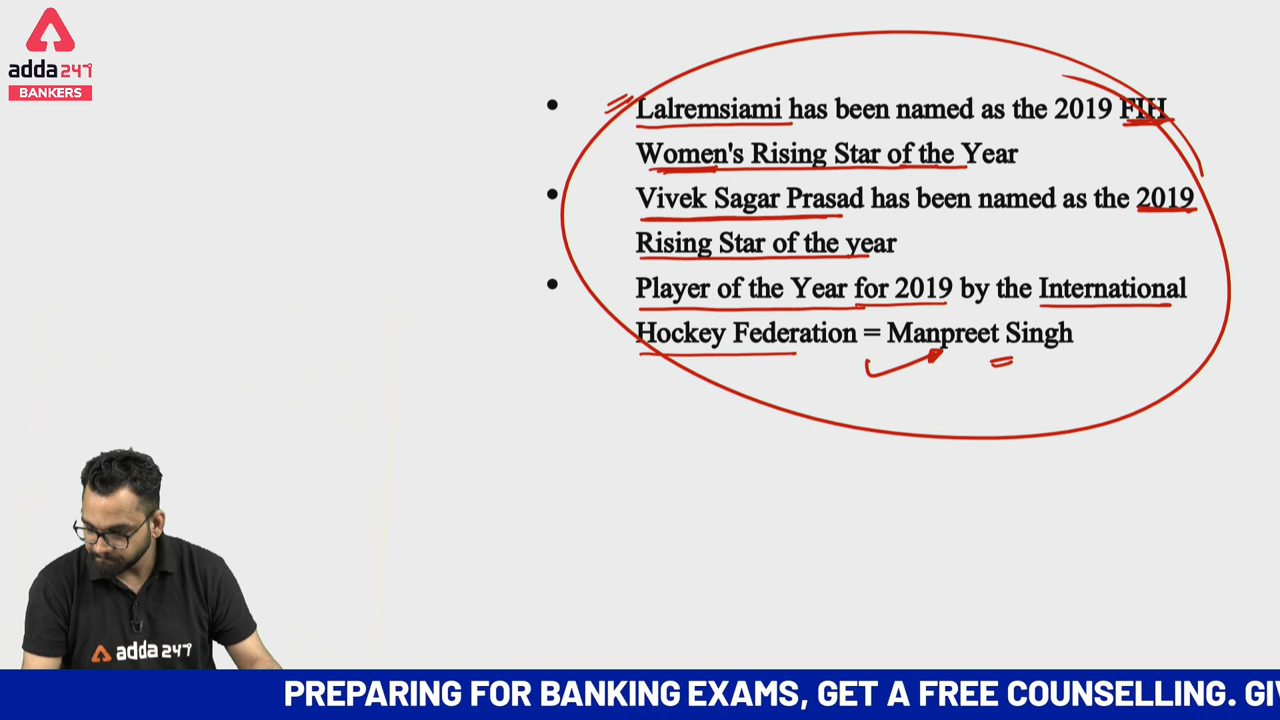 adda247
BANKERS
Lalremsiami has been named as the 2019 FIH
Women's Rising Star of the Year
Vivek Sagar Prasad has been named as the 2019
Rising Star of the year
Player of the Year for 2019 by the International
Hockey Federation = Manpreet Singh
adda247
PREPARING FOR BANKING EXAMS, GET A FREE COUNSELLING. GI